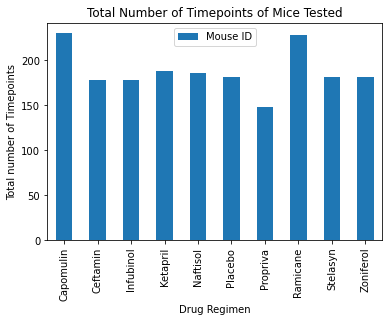 Total Number of Timepoints of Mice Tested
Mouse ID
Total number of Timepoints
200
150
100
50
0
Capomulin
Ceftamin
Infubinol
Ketapril
Naftisol
Placebo
Propriva
Ramicane
Stelasyn
Zoniferol
Drug Regimen